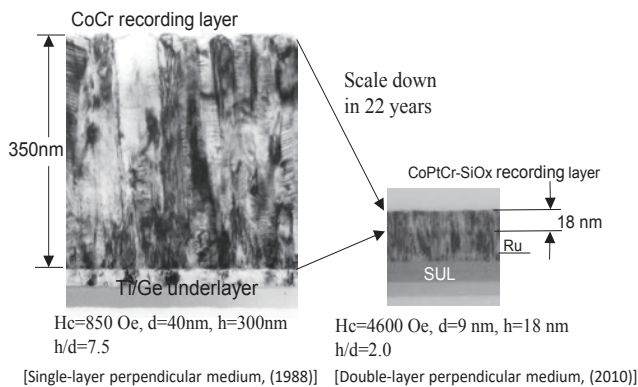 CoCr recording layer
350nm
Scale down
in 22 years
CoPtCr-SiOx recording layer
18 nm
Ru
SUL
Ti/Ge underlayer
Hc=850 Oe, d=40nm, h=300nm
h/d=7.5
Hc=4600 Oe, d=9 nm, h=18 nm
h/d=2.0
[Single-layer perpendicular medium, (1988)]
[Double-layer perpendicular medium, (2010)]